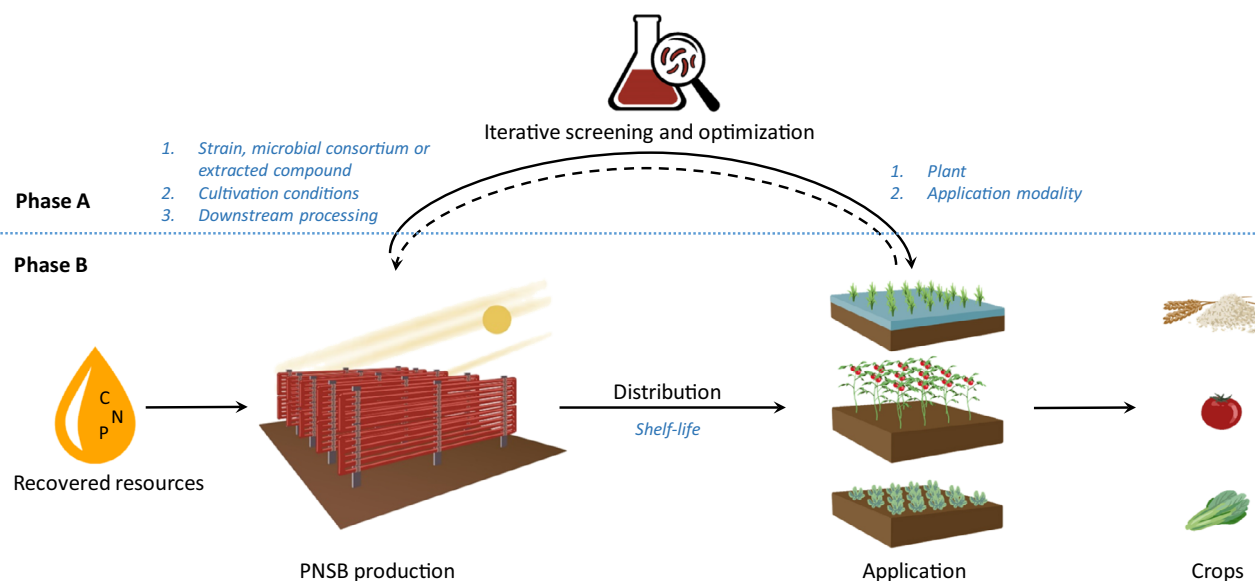 Iterative screening and optimization
1. Strain, microbial consortium or
extracted compound
2. Cultivation conditions
3. Downstream processing
1. Plant
2. Application modality
Phase A
Phase B
C
N
P
Recovered resources
Distribution
Shelf-life
PNSB production
Application
Crops